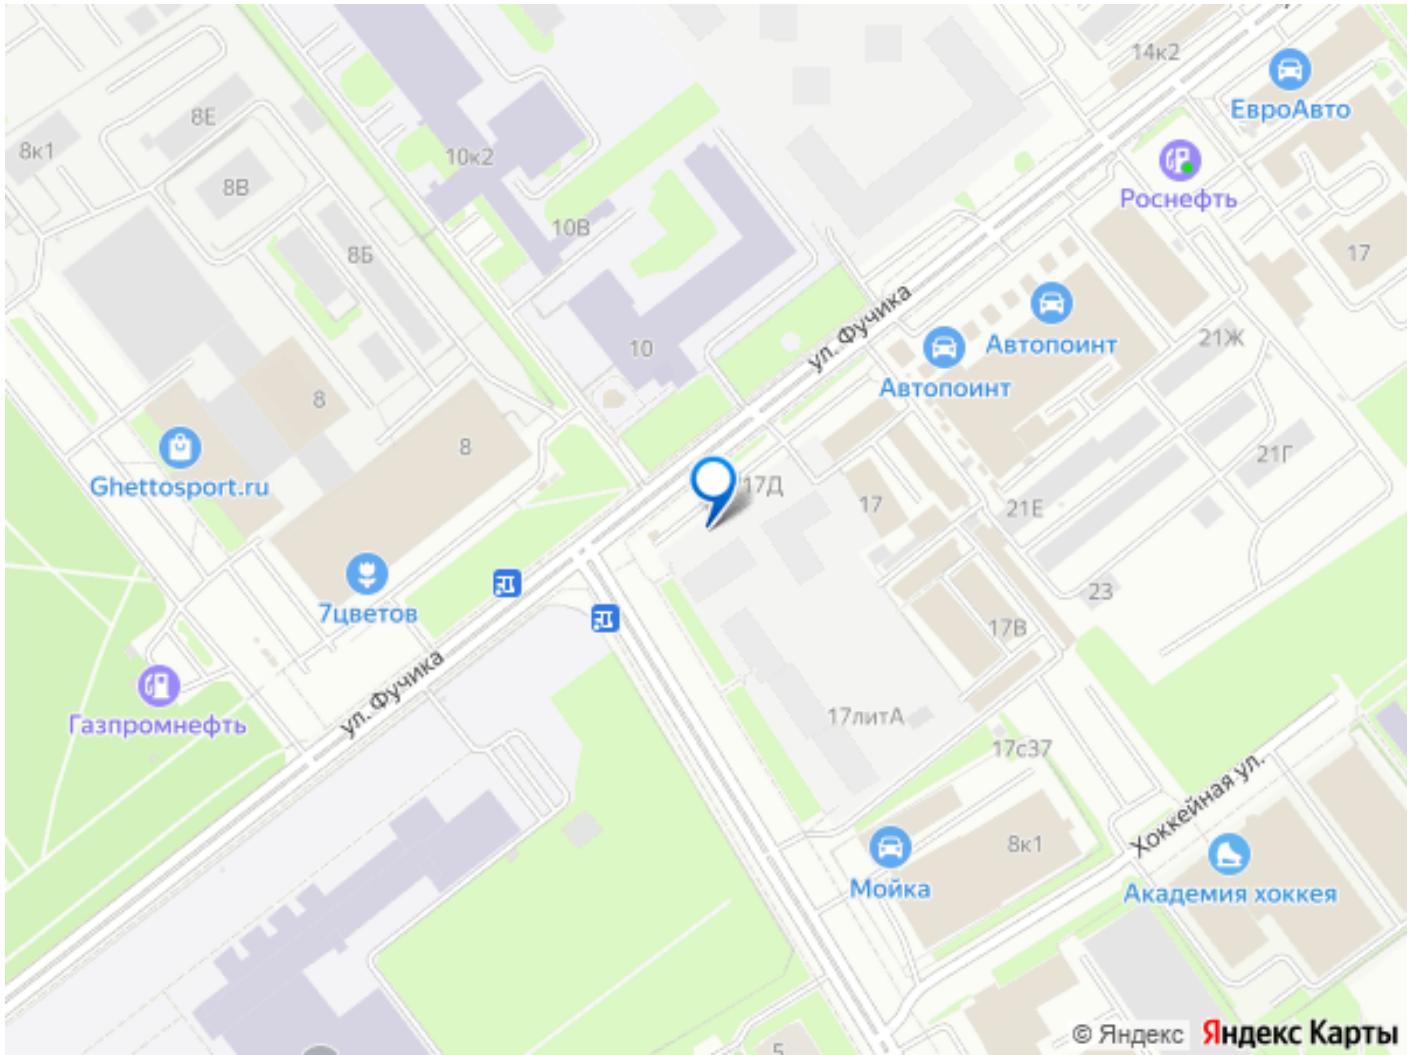 14к2
ЕвроАвто
8Е
8к1
10к2
8В
Роснефть
10В
8Б
17
ул. Фучика
Автопоинт
21Ж
10
Автопоинт
8
8
21Г
Ghettosport.ru
17Д
17
21Е
7цветов
23
17В
ул. Фучика
Газпромнефть
17литА
17с37
Хоккейная ул.
8к1
Мойка
Академия хоккея
5
© Яндекс Яндекс Карты